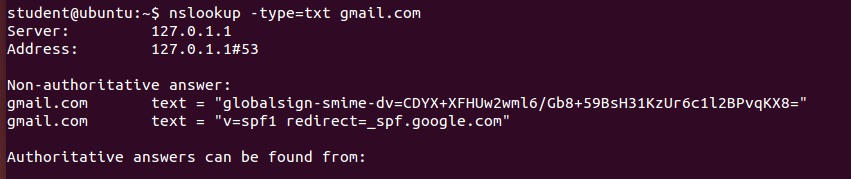 student@ubuntu:~$ nslookup -type=txt gmail.com
Server: 127.0.1.1
Address: 127.0.1.1#53
Non-authoritative answer:
gmail.com text = "globalsign-smime-dv=CDYX+XFHUw2wml6/Gb8+59BsH31KzUr6c1l2BPvqKX8="
gmail.com text = "v=spf1 redirect=_spf.google.com"
Authoritative answers can be found from: